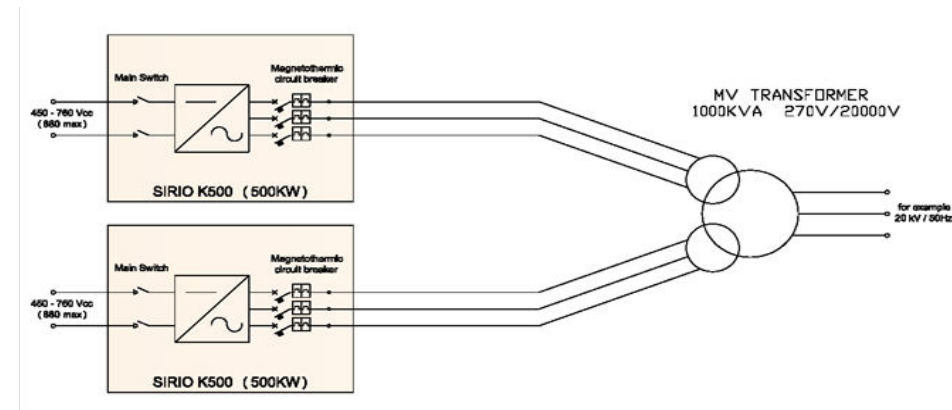 Main Switch
Magnetothermic
circuit breaker
450 - 760 Vcc
(880 max)
SIRIO K500 (500KW)
MV TRANSFORMER
1000KVA 270V/20000V
for example
20 kV / 50Hz
Main Switch
Magnetothermic
circuit breaker
450 - 760 Vcc
(880 max)
SIRIO K500 (500KW)